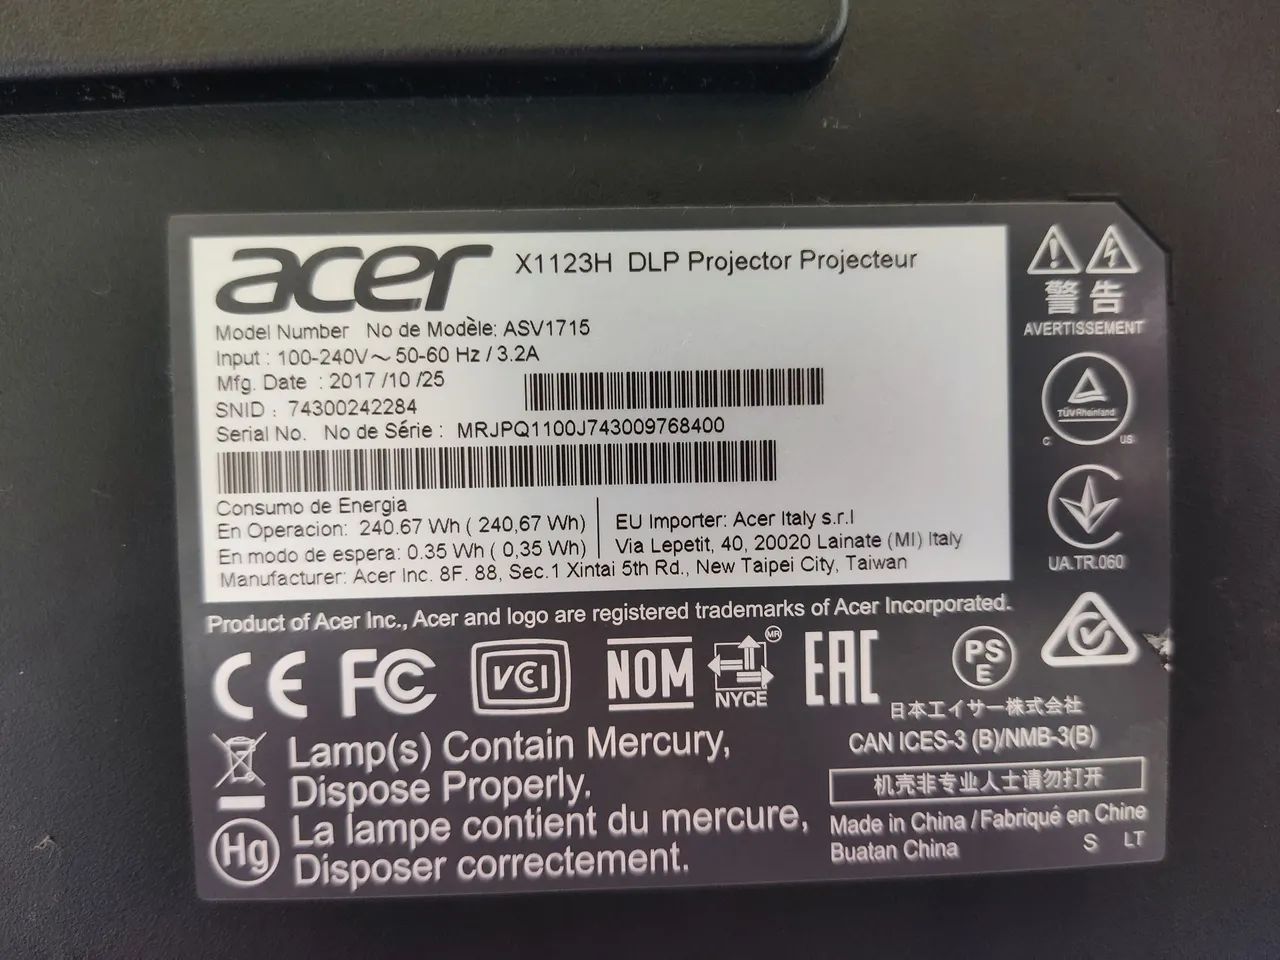 acer X1123H DLP Projector Projecteur
Model Number No de Modèle: ASV1715
Input : 100-240V~ 50-60 Hz / 3.2A
Mfg. Date : 2017 /10 /25
SNID : 74300242284
Serial No. No de Série : MRJPQ1100J743009768400
Consumo de Energia
En Operacion: 240.67 Wh ( 240,67 Wh)
En modo de espera: 0.35 Wh ( 0,35 Wh)
EU Importer: Acer Italy s.r.l
Via Lepetit, 40, 20020 Lainate (MI) Italy
Manufacturer: Acer Inc. 8F. 88, Sec.1 Xintai 5th Rd., New Taipei City, Taiwan
警告
AVERTISSEMENT
TÜVRheinland
C US
UA.TR.060
Product of Acer Inc., Acer and logo are registered trademarks of Acer Incorporated.
CE FC VCCI NOM NYCE MR EAC PSE
日本エイサー株式会社
CAN ICES-3 (B)/NMB-3(B)
机壳非专业人士请勿打开
Made in China / Fabriqué en Chine
Buatan China S LT
Lamp(s) Contain Mercury,
Dispose Properly.
Hg
La lampe contient du mercure,
Disposer correctement.